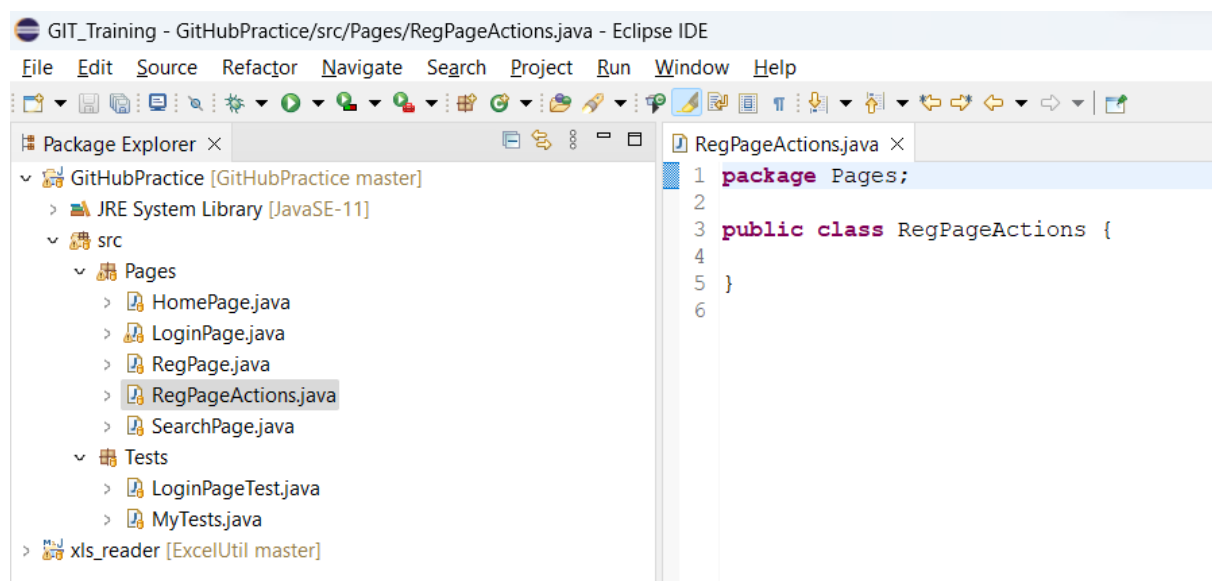 GIT_Training - GitHubPractice/src/Pages/RegPageActions.java - Eclipse IDE
File Edit Source Refactor Navigate Search Project Run Window Help
Package Explorer
GitHubPractice [GitHubPractice master]
JRE System Library [JavaSE-11]
src
Pages
HomePage.java
LoginPage.java
RegPage.java
RegPageActions.java
SearchPage.java
Tests
LoginPageTest.java
MyTests.java
xls_reader [ExcelUtil master]
RegPageActions.java
1 package Pages;
2
3 public class RegPageActions {
4
5 }
6